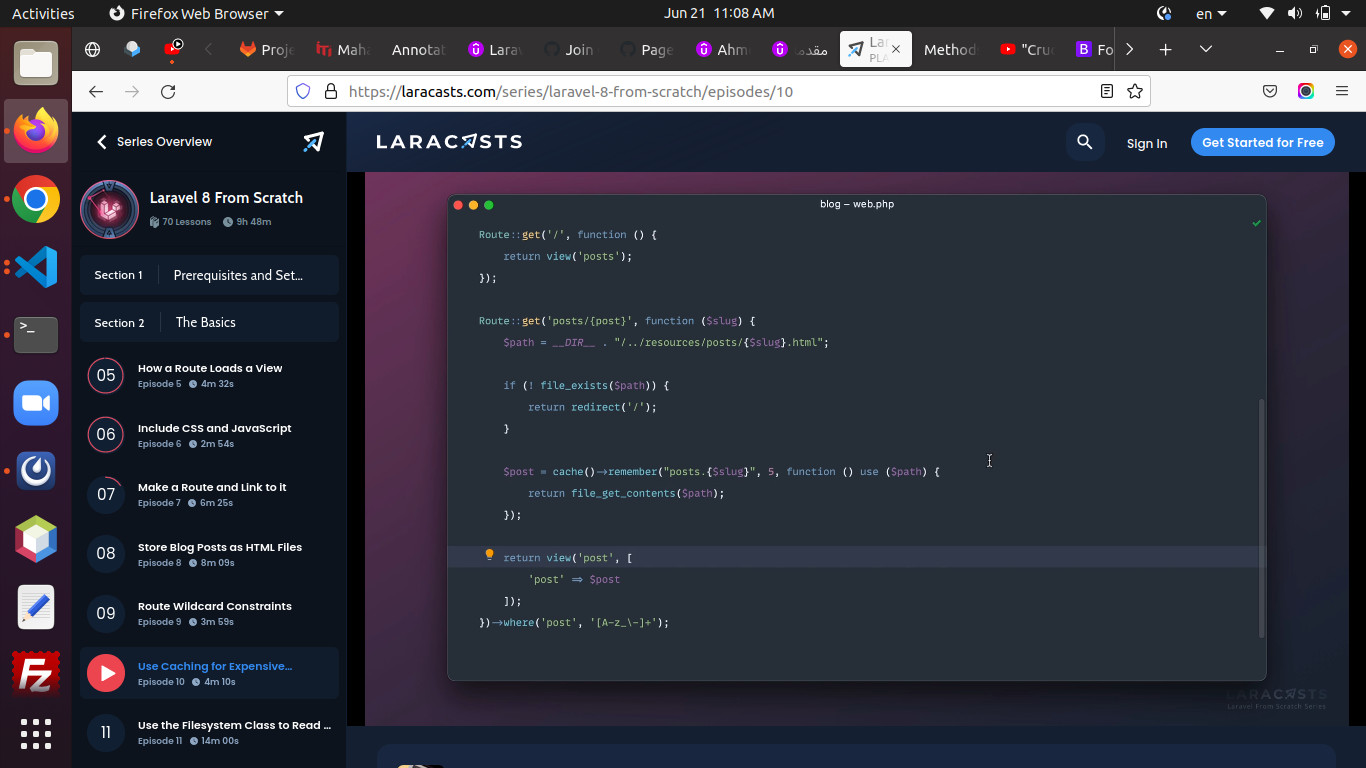 Activities
Firefox Web Browser
Jun 21 11:08 AM
en
Proje
Maha
Annotat
Larav
Join
Page
Ahm
مقدمة
La
PLA
Method
"Cruc
Fo
https://laracasts.com/series/laravel-8-from-scratch/episodes/10
Series Overview
Laravel 8 From Scratch
70 Lessons 9h 48m
Section 1 Prerequisites and Set...
Section 2 The Basics
05 How a Route Loads a View
Episode 5 4m 32s
06 Include CSS and JavaScript
Episode 6 2m 54s
07 Make a Route and Link to it
Episode 7 6m 25s
08 Store Blog Posts as HTML Files
Episode 8 8m 09s
09 Route Wildcard Constraints
Episode 9 3m 59s
Use Caching for Expensive...
Episode 10 4m 10s
11 Use the Filesystem Class to Read ...
Episode 11 14m 00s
LARACASTS
Sign In
Get Started for Free
blog – web.php
Route::get('/', function () {
return view('posts');
});
Route::get('posts/{post}', function ($slug) {
$path = __DIR__ . "/../resources/posts/{$slug}.html";
if (! file_exists($path)) {
return redirect('/');
}
$post = cache()->remember("posts.{$slug}", 5, function () use ($path) {
return file_get_contents($path);
});
return view('post', [
'post' => $post
]);
})->where('post', '[A-z_\-]+');
LARACASTS
Laravel From Scratch Series